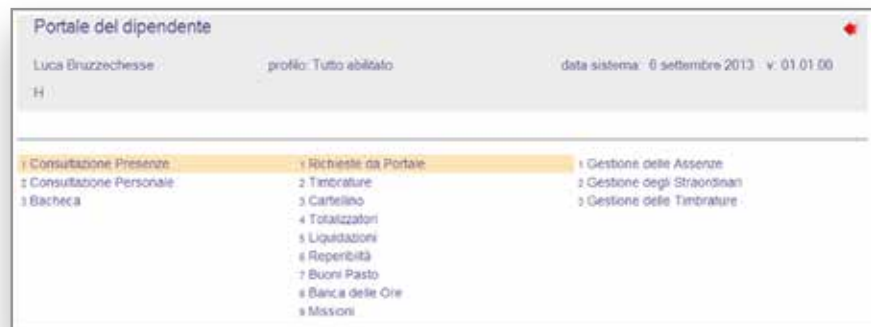 Portale del dipendente
Luca Bruzzechesse profilo: Tutto abilitato data sistema: 6 settembre 2013 v. 01.01.00
H
1 Consultazione Presenze 1 Richieste da Portale 1 Gestione delle Assenze
2 Consultazione Personale 2 Timbrature 2 Gestione degli Straordinari
3 Bacheca 3 Cartellino 3 Gestione delle Timbrature
4 Totalizzatori
5 Liquidazioni
6 Reperibilità
7 Buoni Pasto
8 Banca delle Ore
9 Missioni